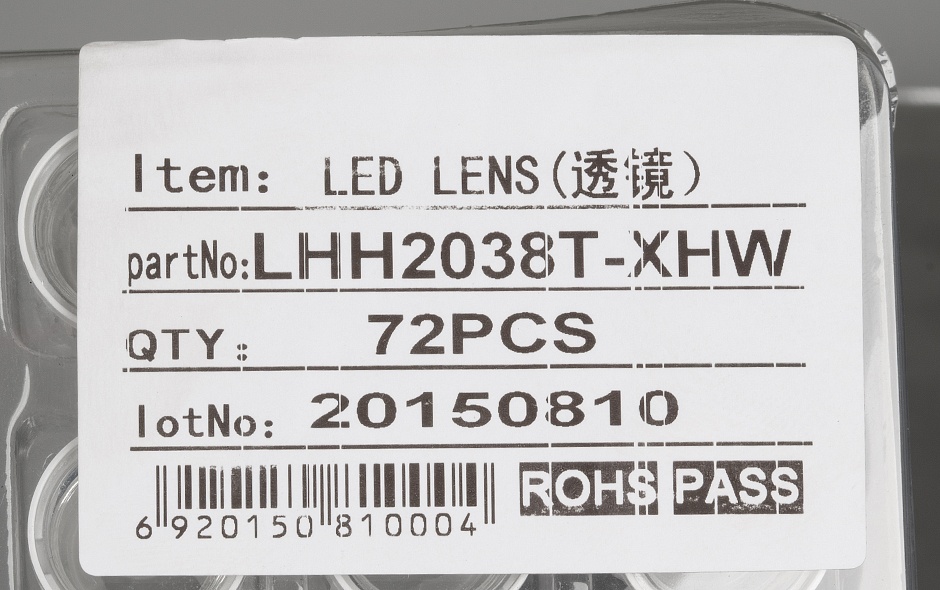 Item: LED LENS(透镜)
partNo:LHH2038T-XHW
QTY: 72PCS
lotNo: 20150810
6 920150 810004
ROHS PASS